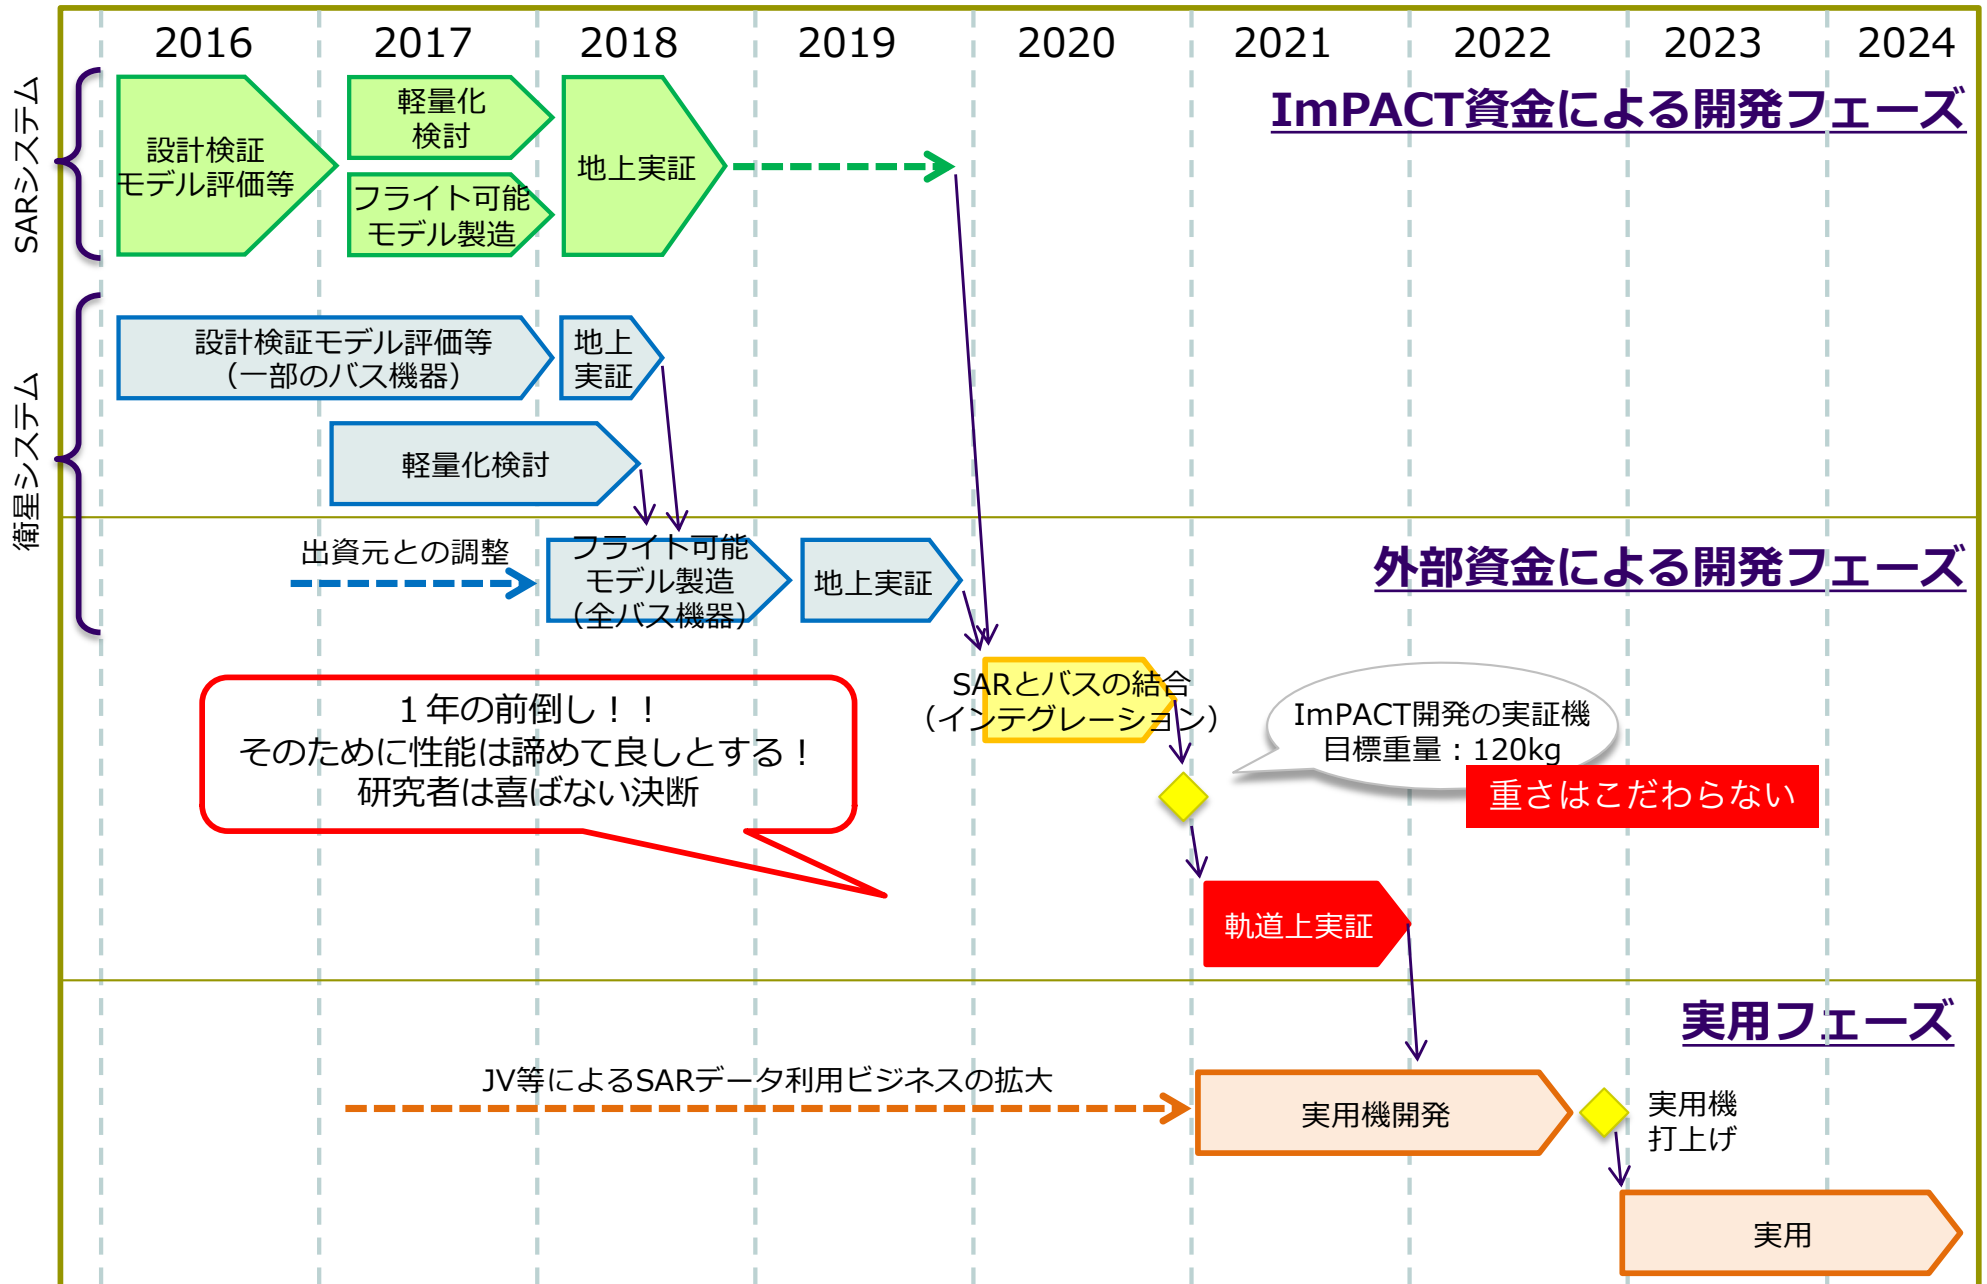 2016 2017 2018 2019 2020 2021 2022 2023 2024
ImPACT資金による開発フェーズ
SARシステム
設計検証
モデル評価等
軽量化
検討
フライト可能
モデル製造
地上実証
衛星システム
設計検証モデル評価等
（一部のバス機器）
地上
実証
軽量化検討
外部資金による開発フェーズ
出資元との調整
フライト可能
モデル製造
（全バス機器）
地上実証
SARとバスの結合
（インテグレーション）
１年の前倒し！！
そのために性能は諦めて良しとする！
研究者は喜ばない決断
ImPACT開発の実証機
目標重量：120kg
重さはこだわらない
軌道上実証
実用フェーズ
JV等によるSARデータ利用ビジネスの拡大
実用機開発
実用機
打上げ
実用